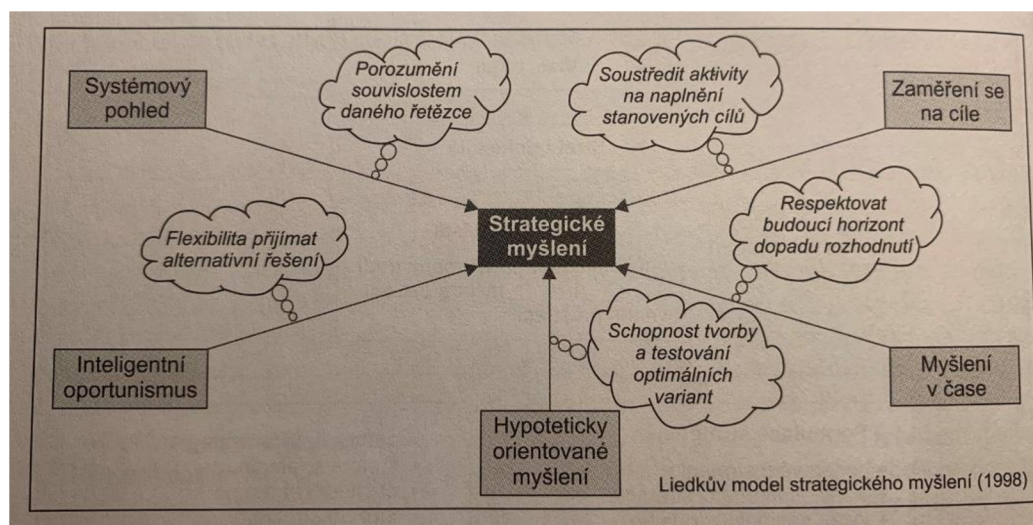 Systémový
pohled
Porozumění
souvislostem
daného řetězce
Soustředit aktivity
na naplnění
stanovených cílů
Zaměření se
na cíle
Flexibilita přijímat
alternativní řešení
Strategické
myšlení
Respektovat
budoucí horizont
dopadu rozhodnutí
Inteligentní
oportunismus
Schopnost tvorby
a testování
optimálních
variant
Myšlení
v čase
Hypoteticky
orientované
myšlení
Liedkův model strategického myšlení (1998)